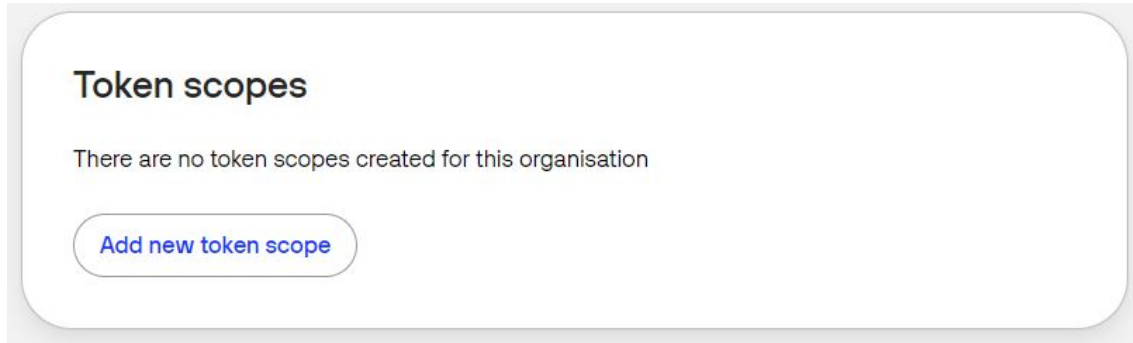 Token scopes
There are no token scopes created for this organisation
Add new token scope